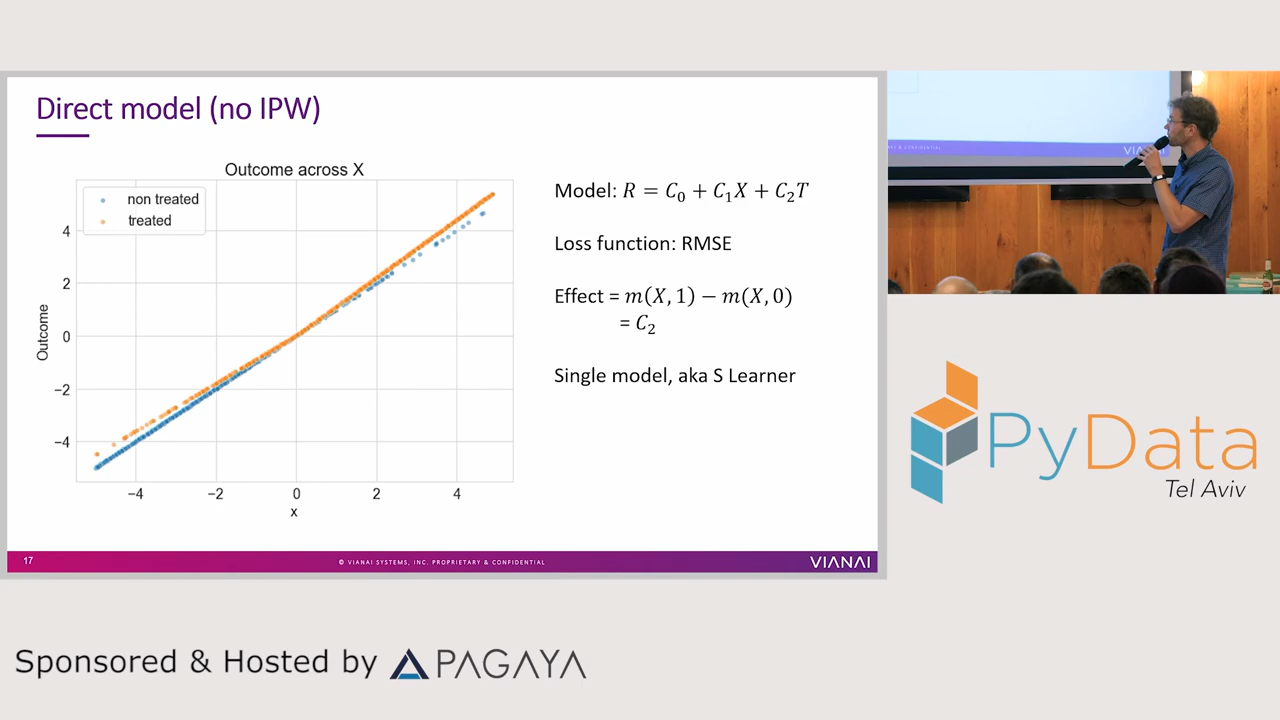 Direct model (no IPW)
Outcome across X
non treated
treated
4
2
0
−2
−4
Outcome
−4
−2
0
2
4
x
Model: R = C₀ + C₁X + C₂T
Loss function: RMSE
Effect = m(X, 1) − m(X, 0)
= C₂
Single model, aka S Learner
17
© VIANAI SYSTEMS, INC. PROPRIETARY & CONFIDENTIAL
VIANAI
PyData
Tel Aviv
Sponsored & Hosted by PAGAYA